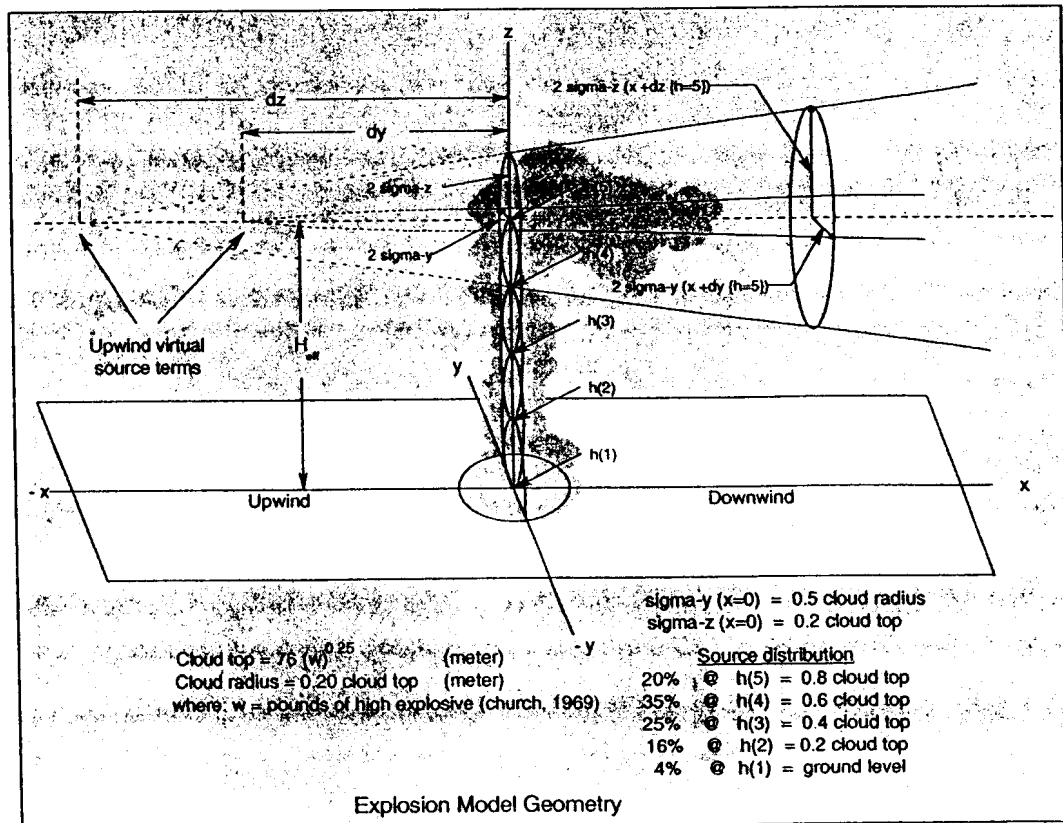 z
dz
2 sigma-z (x +dz {h=5})
dy
2 sigma-z
2 sigma-y
2 sigma-y (x +dy {h=5})
h(3)
Upwind virtual
source terms
H eff
y
h(2)
h(1)
- x
Upwind
Downwind
x
- y
sigma-y (x=0) = 0.5 cloud radius
sigma-z (x=0) = 0.2 cloud top
Cloud top = 76 (w)^0.25 (meter)
Cloud radius = 0.20 cloud top (meter)
where: w = pounds of high explosive (church, 1969)
Source distribution
20% @ h(5) = 0.8 cloud top
35% @ h(4) = 0.6 cloud top
25% @ h(3) = 0.4 cloud top
16% @ h(2) = 0.2 cloud top
4% @ h(1) = ground level
Explosion Model Geometry